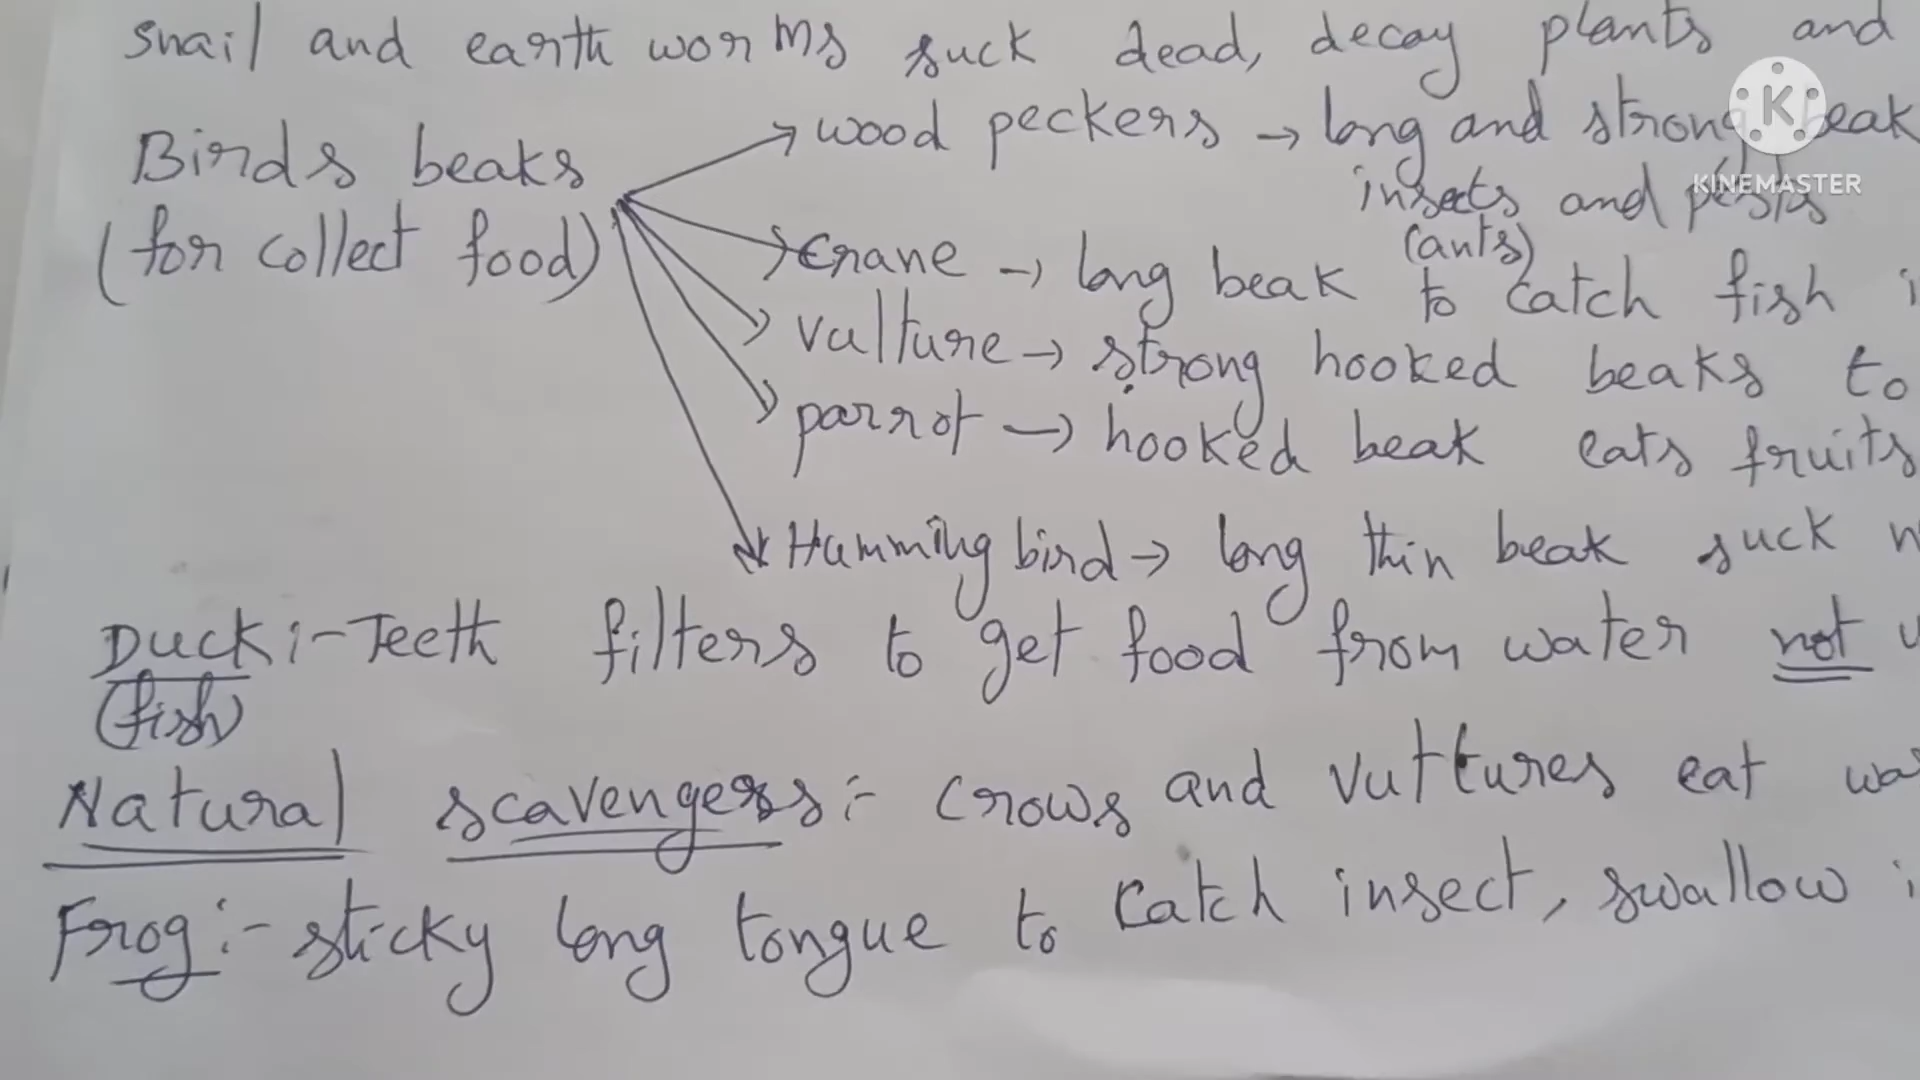 snail and earth worms suck dead, decay plants and
Birds beaks
(for collect food)
wood peckers → long and strong beak
insects and pests
(ants)
crane → long beak to catch fish
vulture → strong hooked beaks to
parrot → hooked beak eats fruits
Humming bird → long thin beak suck
Duck :- Teeth filters to get food from water not
(fish)
Natural scavengers :- crows and vultures eat
Frog :- sticky long tongue to catch insect, swallow
K
KINEMASTER